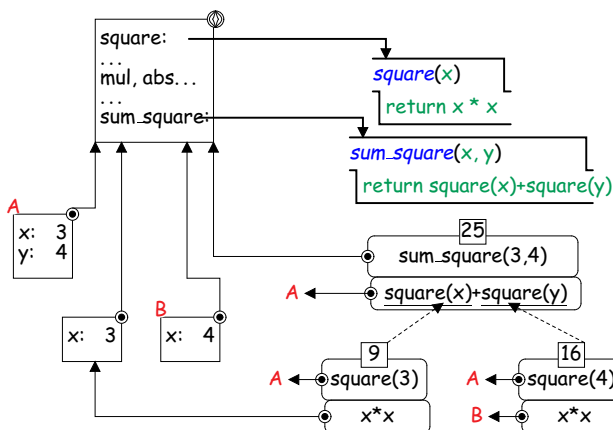 square:
...
mul, abs...
...
sum_square:
square(x)
return x * x
sum_square(x, y)
return square(x)+square(y)
A
x: 3
y: 4
x: 3
B
x: 4
25
sum_square(3,4)
A
square(x)+square(y)
9
A
square(3)
x*x
16
A
square(4)
B
x*x